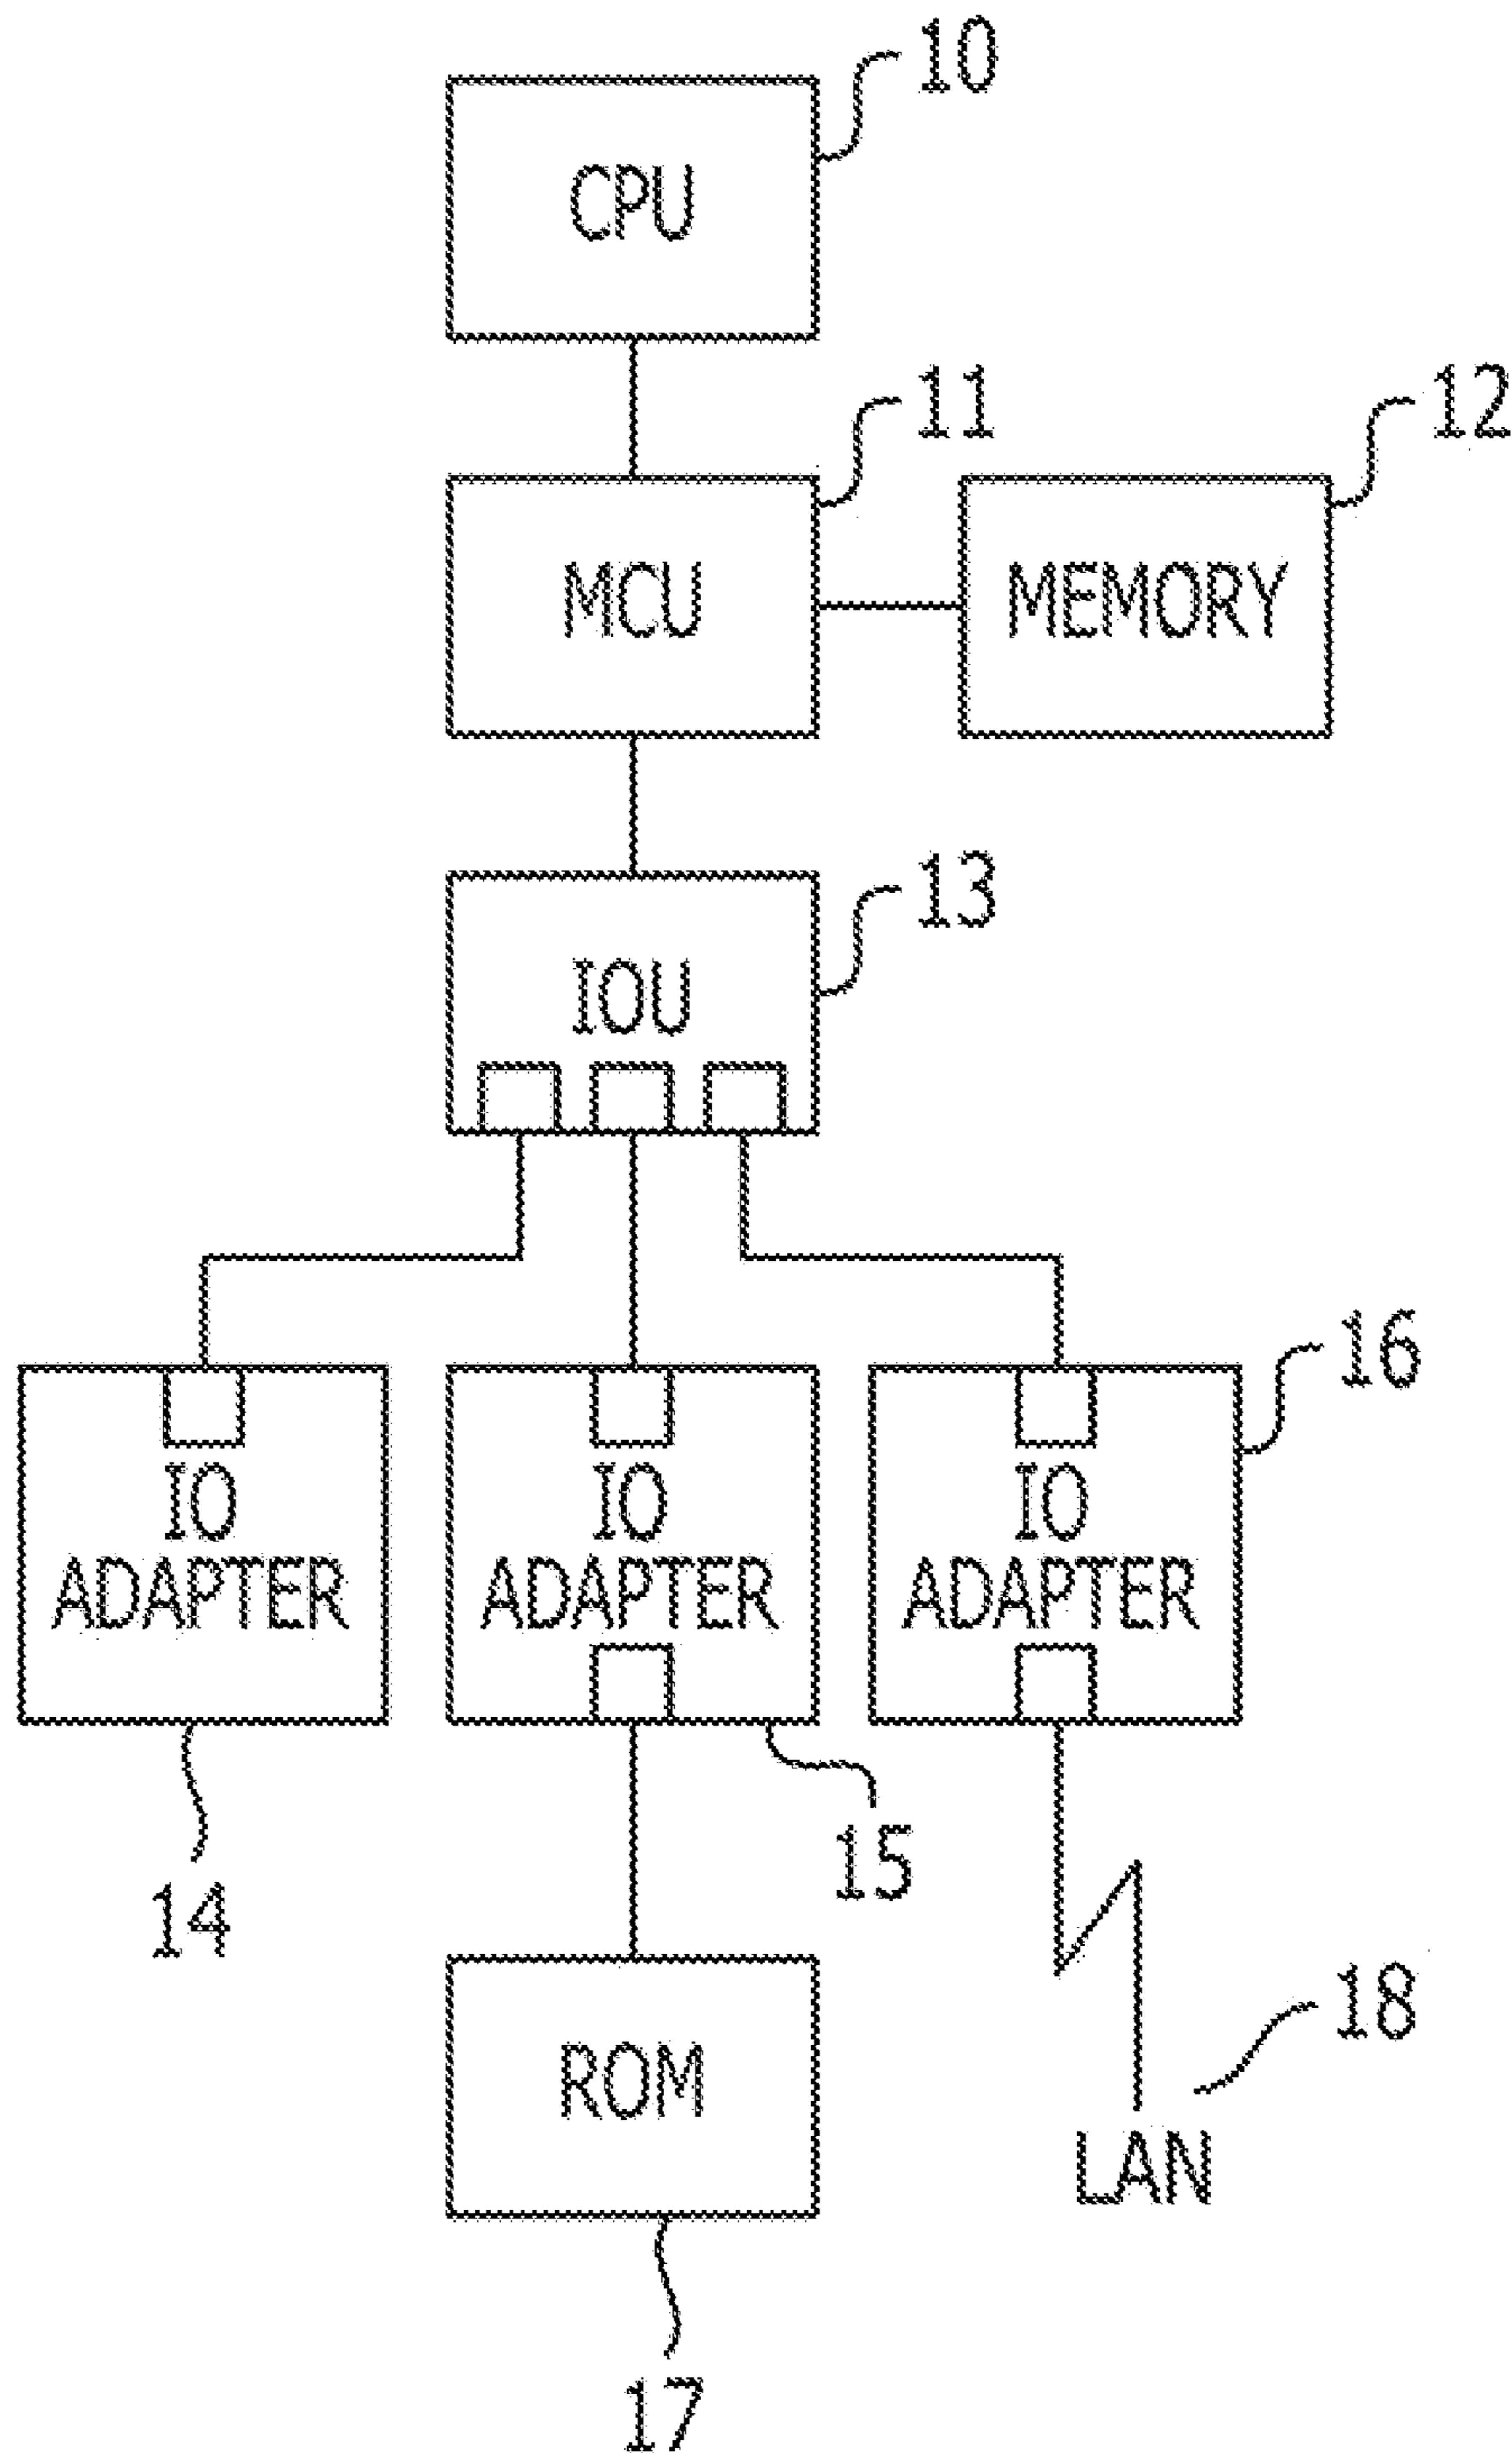 10
CPU
11
12
MCU
MEMORY
13
IOU
16
IO
ADAPTER
IO
ADAPTER
IO
ADAPTER
15
14
18
ROM
LAN
17